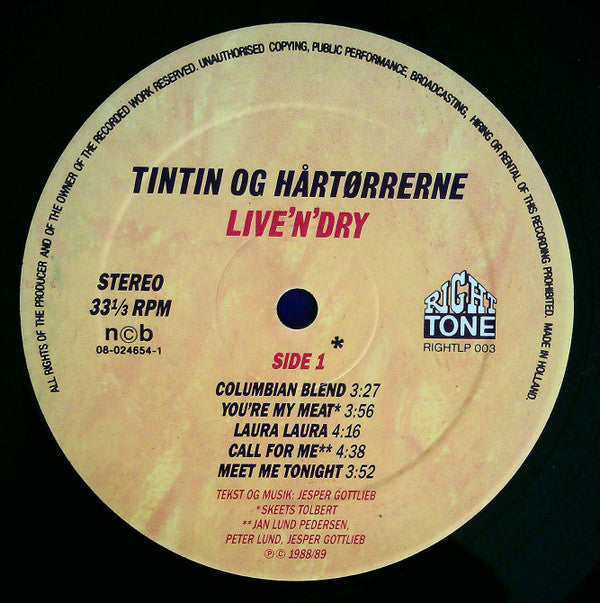 ALL RIGHTS OF THE PRODUCER AND OF THE OWNER OF THE RECORDED WORK RESERVED. UNAUTHORISED COPYING, PUBLIC PERFORMANCE, BROADCASTING, HIRING OR RENTAL OF THIS RECORDING PROHIBITED. MADE IN HOLLAND.
TINTIN OG HÅRTØRRERNE
LIVE'N'DRY
STEREO
33 1/3 RPM
n©b
08-024654-1
RIGHT
TONE
RIGHTLP 003
*
SIDE 1
COLUMBIAN BLEND 3:27
YOU'RE MY MEAT* 3:56
LAURA LAURA 4:16
CALL FOR ME** 4:38
MEET ME TONIGHT 3:52
TEKST OG MUSIK: JESPER GOTTLIEB
*SKEETS TOLBERT
**JAN LUND PEDERSEN,
PETER LUND, JESPER GOTTLIEB
℗ © 1988/89